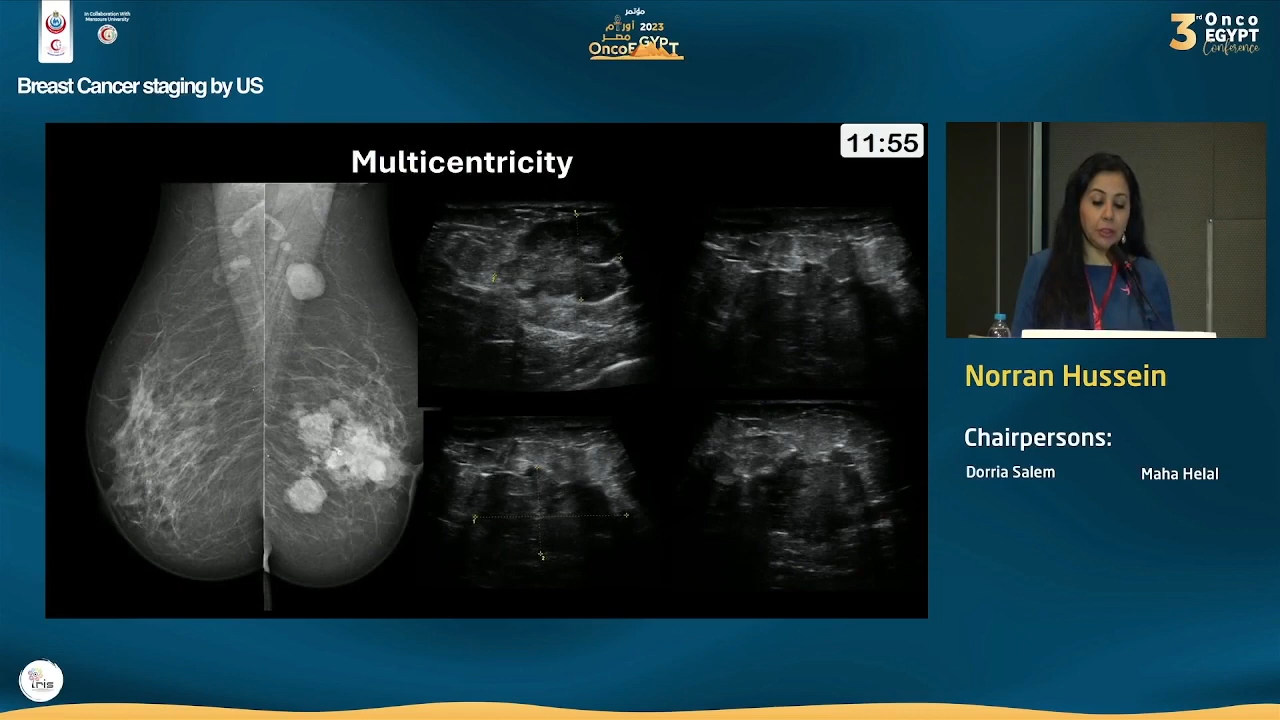 In Collaboration With
Mansoura University
مؤتمر
أورام 2023
مصر
OncoEGYPT
3rd Onco
EGYPT
Conference
Breast Cancer staging by US
11:55
Multicentricity
Norran Hussein
Chairpersons:
Dorria Salem
Maha Helal
iris